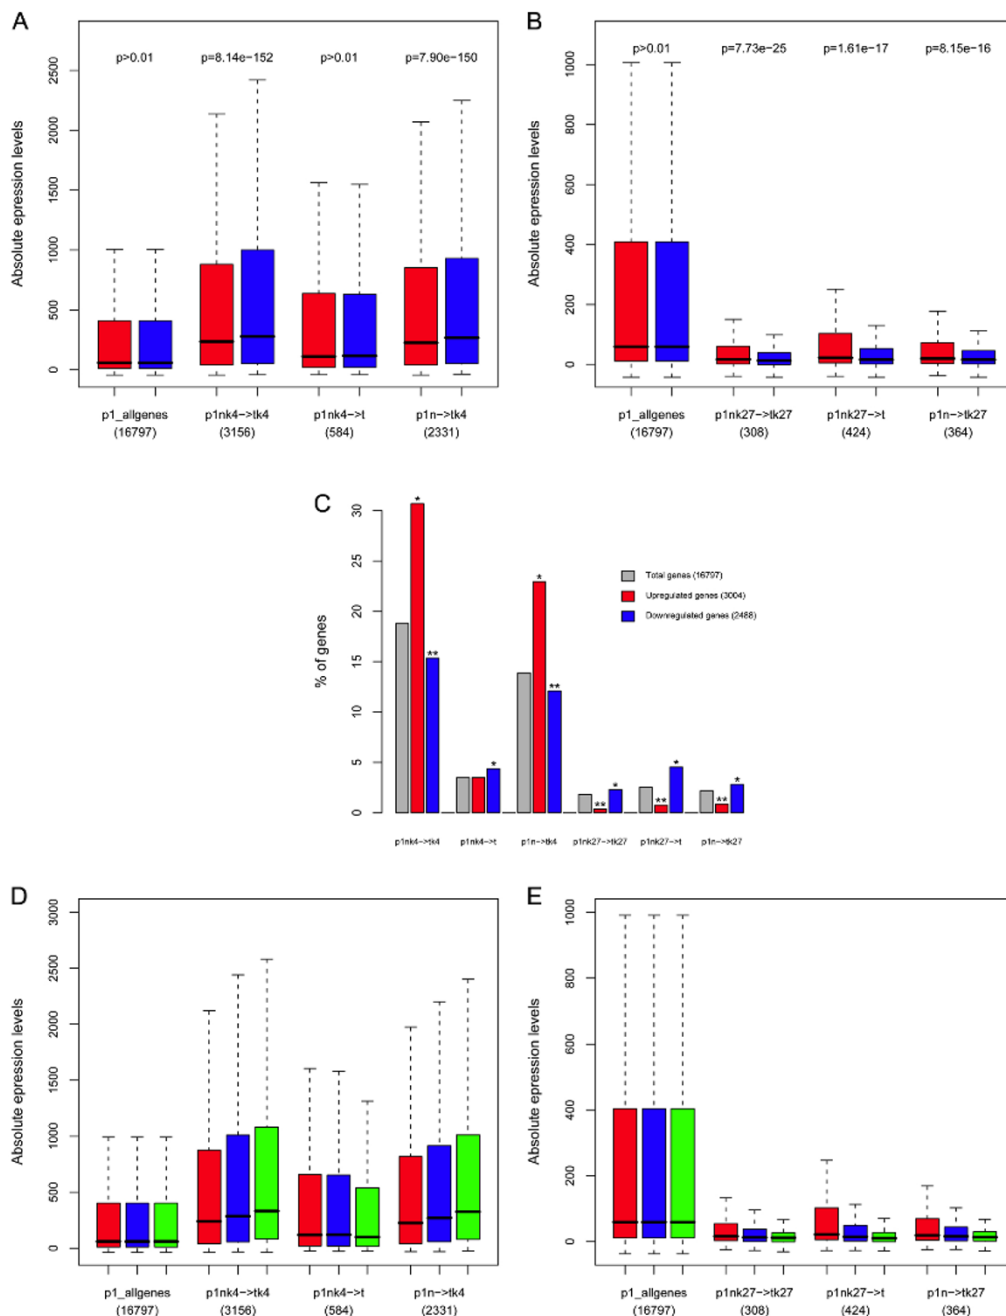 A
p>0.01 p=8.14e−152 p>0.01 p=7.90e−150
Absolute epression levels
2500
2000
1500
1000
500
0
p1_allgenes p1nk4−>tk4 p1nk4−>t p1n−>tk4
(16797) (3156) (584) (2331)
B
p>0.01 p=7.73e−25 p=1.61e−17 p=8.15e−16
Absolute epression levels
1000
800
600
400
200
0
p1_allgenes p1nk27−>tk27 p1nk27−>t p1n−>tk27
(16797) (308) (424) (364)
C
% of genes
30
25
20
15
10
5
0
* ** * * ** ** * ** * ** *
Total genes (16797)
Upregulated genes (3004)
Downregulated genes (2488)
p1nk4−>tk4 p1nk4−>t p1n−>tk4 p1nk27−>tk27 p1nk27−>t p1n−>tk27
D
Absolute epression levels
3000
2500
2000
1500
1000
500
0
p1_allgenes p1nk4−>tk4 p1nk4−>t p1n−>tk4
(16797) (3156) (584) (2331)
E
Absolute epression levels
1000
800
600
400
200
0
p1_allgenes p1nk27−>tk27 p1nk27−>t p1n−>tk27
(16797) (308) (424) (364)